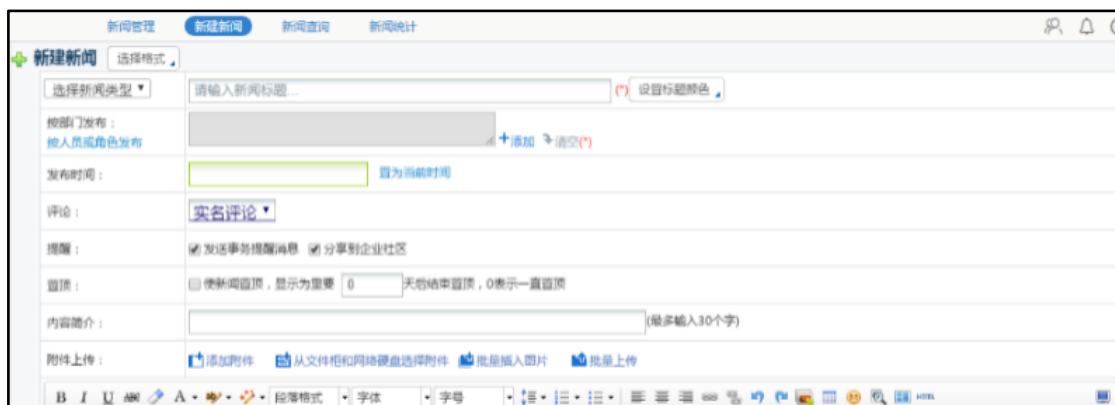 新闻管理 新建新闻 新闻查询 新闻统计
新建新闻 选择格式
选择新闻类型 请输入新闻标题... (*) 设置标题颜色
按部门发布：
按人员或角色发布 添加 清空(*)
发布时间： 置为当前时间
评论： 实名评论
提醒： 发送事务提醒消息 分享到企业社区
置顶： 使新闻置顶，显示为重要 0 天后结束置顶，0表示一直置顶
内容简介： (最多输入30个字)
附件上传： 添加附件 从文件柜和网络硬盘选择附件 批量插入图片 批量上传
B I U ABC A 段落格式 字体 字号 HTML